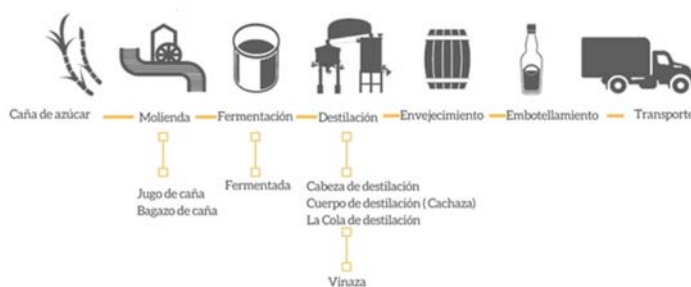 Caña de azúcar
Molienda
Fermentación
Destilación
Envejecimiento
Embotellamiento
Transporte
Jugo de caña
Bagazo de caña
Fermentada
Cabeza de destilación
Cuerpo de destilación ( Cachaza)
La Cola de destilación
Vinaza